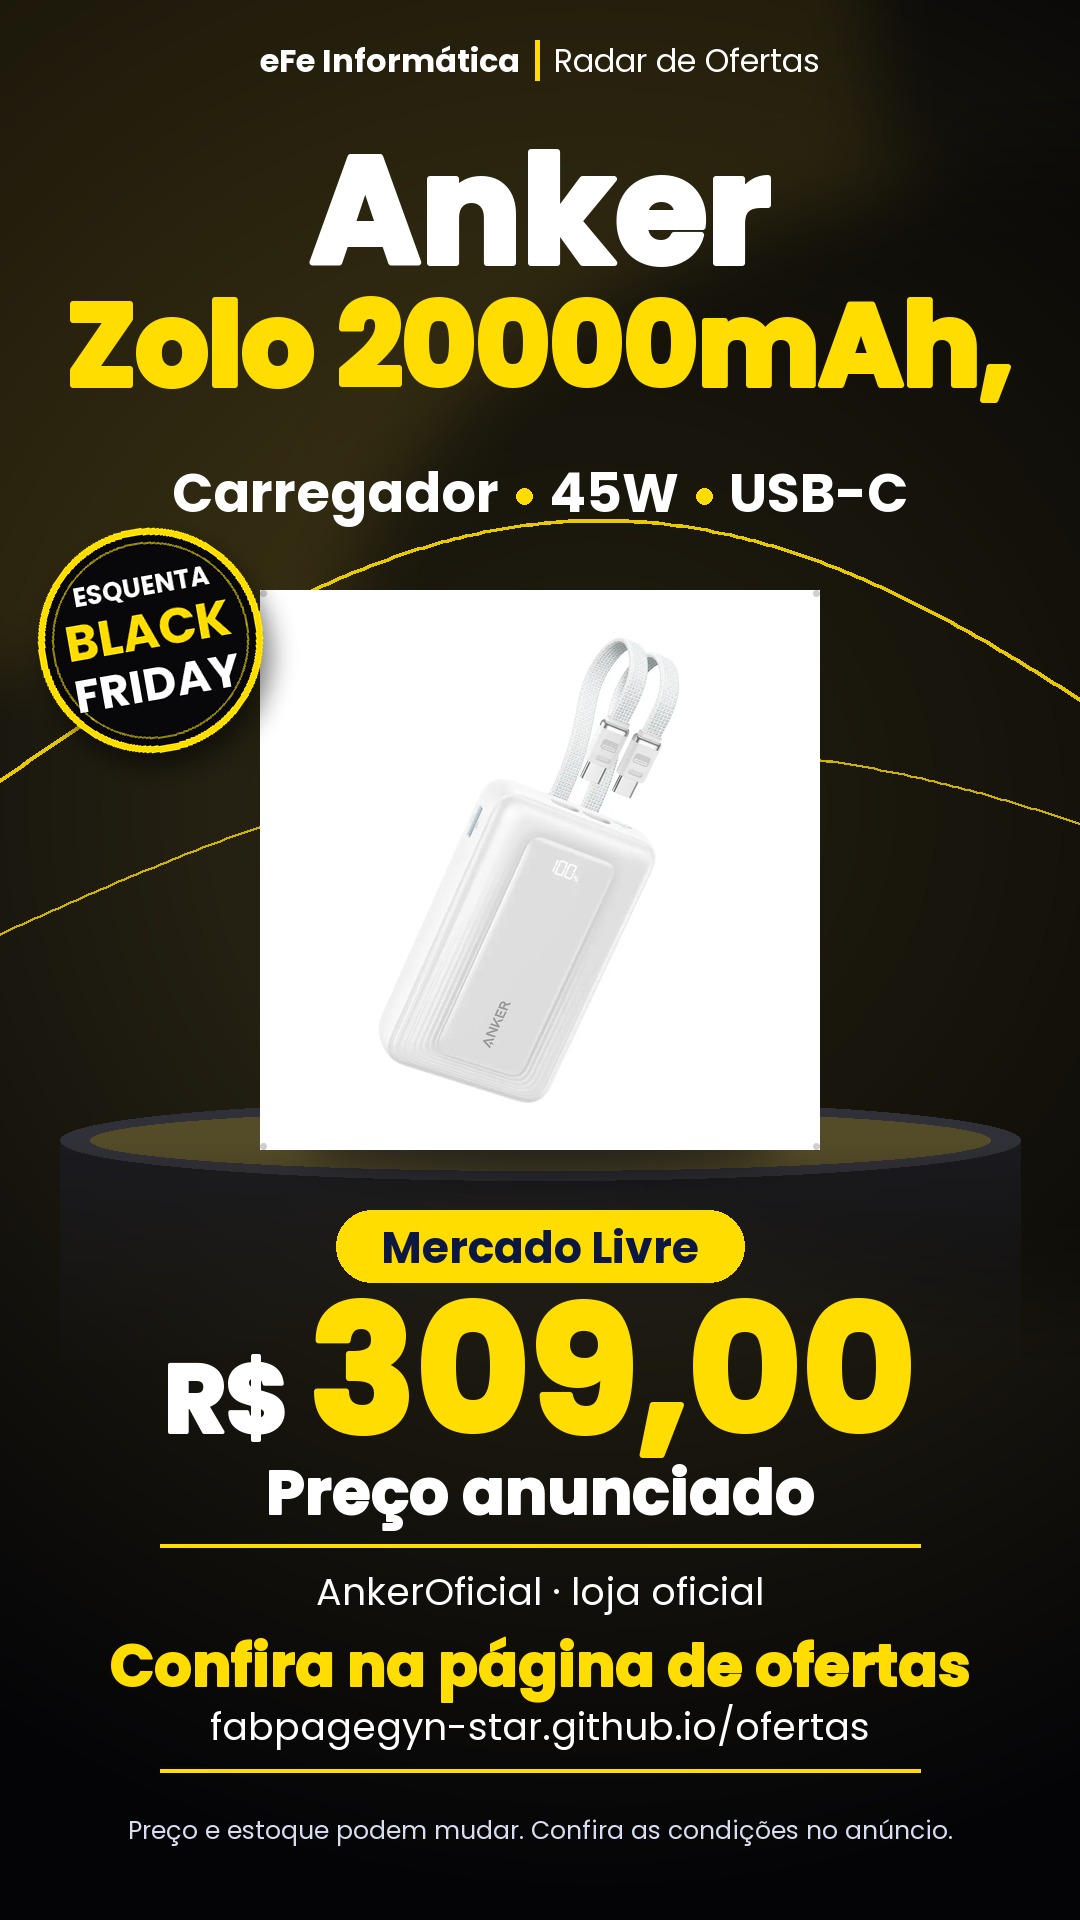 eFe Informática | Radar de Ofertas
Anker
Zolo 20000mAh,
Carregador • 45W • USB-C
ESQUENTA
BLACK
FRIDAY
100%
ANKER
Mercado Livre
R$ 309,00
Preço anunciado
AnkerOficial · loja oficial
Confira na página de ofertas
fabpagegyn-star.github.io/ofertas
Preço e estoque podem mudar. Confira as condições no anúncio.